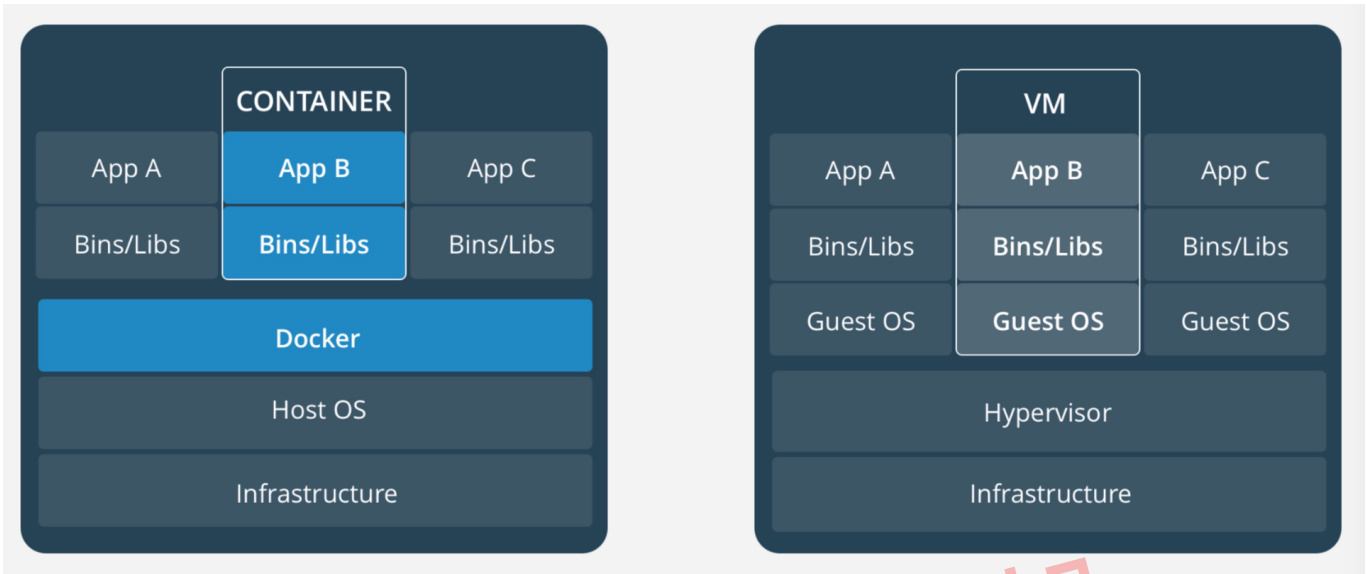 CONTAINER
App A
App B
App C
Bins/Libs
Bins/Libs
Bins/Libs
Docker
Host OS
Infrastructure
VM
App A
App B
App C
Bins/Libs
Bins/Libs
Bins/Libs
Guest OS
Guest OS
Guest OS
Hypervisor
Infrastructure